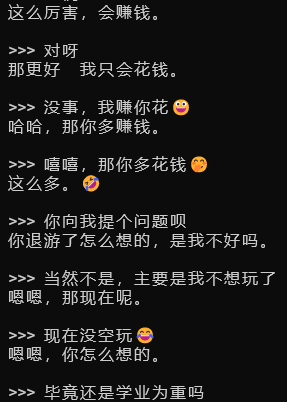 这么厉害，会赚钱。
>>> 对呀
那更好 我只会花钱。
>>> 没事，我赚你花😀
哈哈，那你多赚钱。
>>> 嘻嘻，那你多花钱🤭
这么多。🤣
>>> 你向我提个问题呗
你退游了怎么想的，是我不好吗。
>>> 当然不是，主要是我不想玩了
嗯嗯，那现在呢。
>>> 现在没空玩😂
嗯嗯，你怎么想的。
>>> 毕竟还是学业为重吗